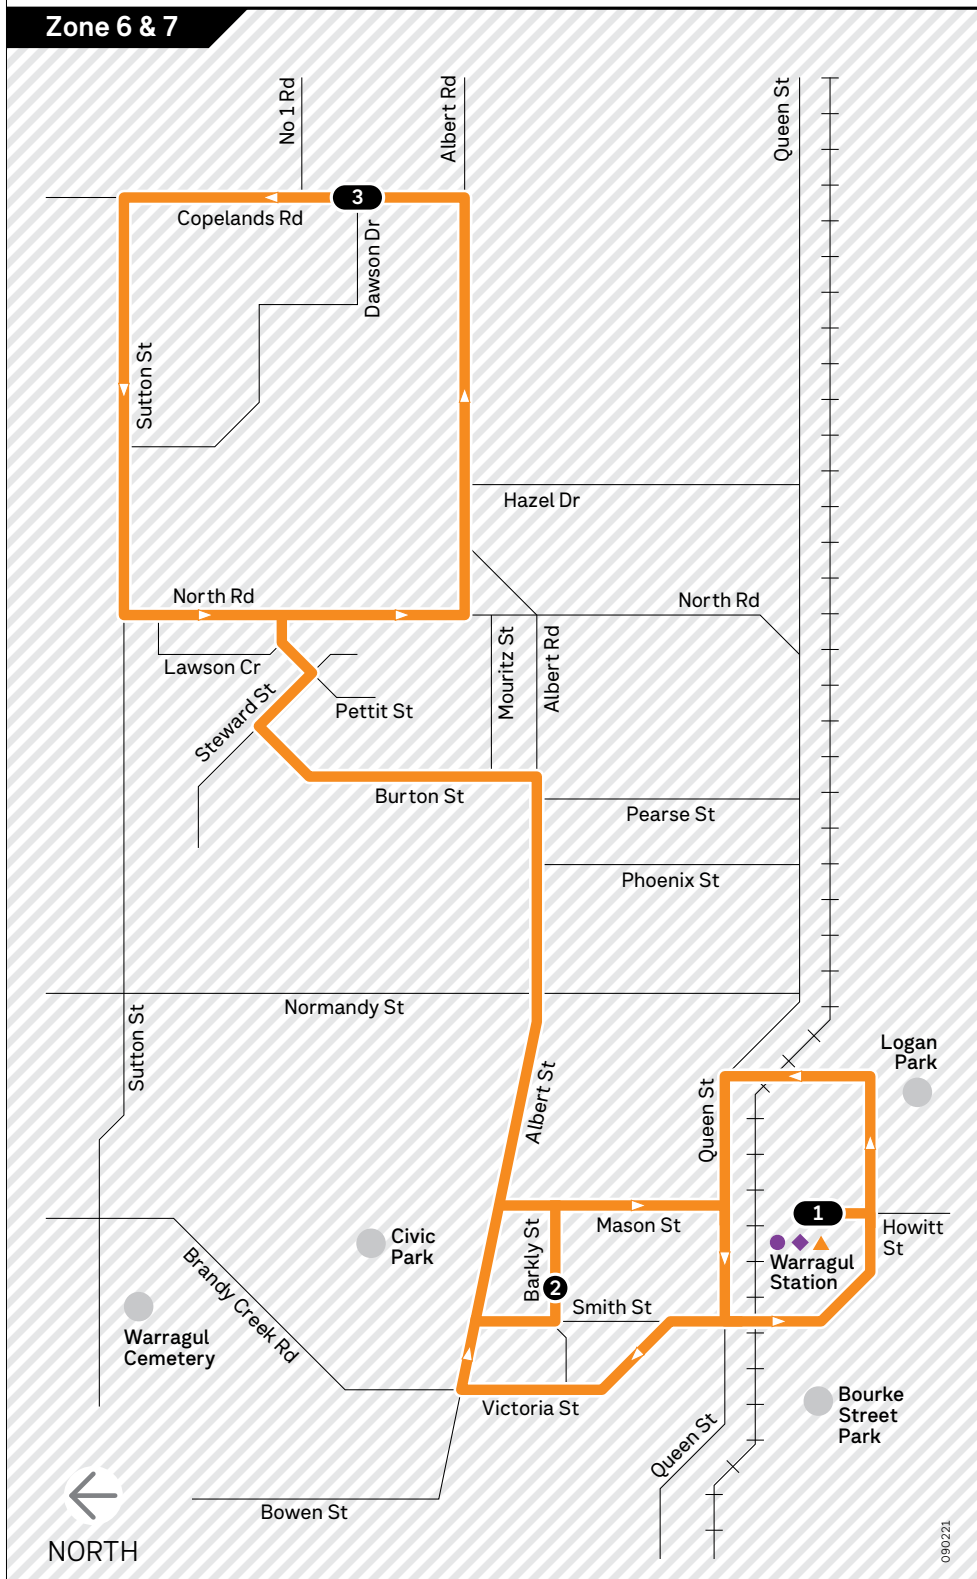 Zone 6 & 7
No 1 Rd
Albert Rd
Queen St
3
Copelands Rd
Dawson Dr
Sutton St
Hazel Dr
North Rd
North Rd
Lawson Cr
Mouritz St
Albert Rd
Steward St
Pettit St
Burton St
Pearse St
Phoenix St
Normandy St
Sutton St
Logan
Park
Albert St
Queen St
Mason St
1
Howitt
St
Civic
Park
Barkly St
Warragul
Station
2
Smith St
Brandy Creek Rd
Warragul
Cemetery
Victoria St
Bourke
Street
Park
Queen St
Bowen St
NORTH
090221